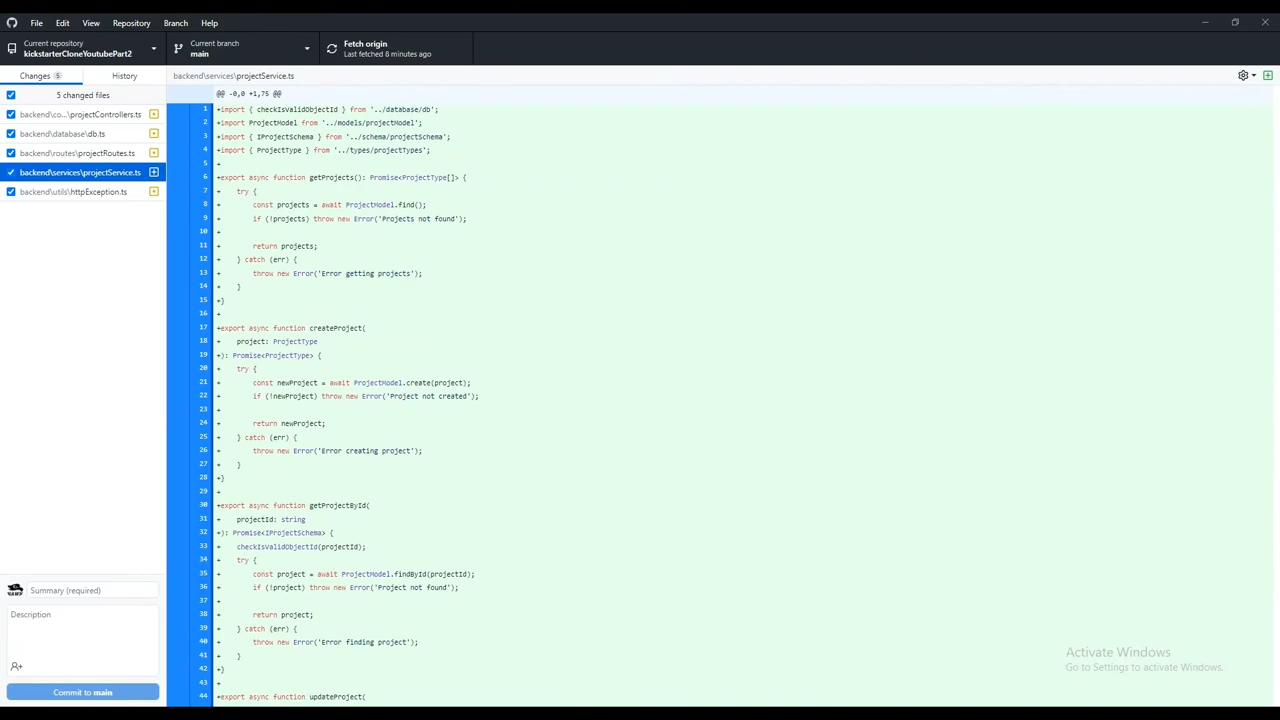 File Edit View Repository Branch Help
Current repository
kickstarterCloneYoutubePart2
Current branch
main
Fetch origin
Last fetched 8 minutes ago
Changes 5 History
backend\services\projectService.ts
5 changed files
backend\co...\projectControllers.ts
backend\database\db.ts
backend\routes\projectRoutes.ts
backend\services\projectService.ts
backend\utils\httpException.ts
@@ -0,0 +1,75 @@
1 +import { checkIsValidObjectId } from '../database/db';
2 +import ProjectModel from '../models/projectModel';
3 +import { IProjectSchema } from '../schema/projectSchema';
4 +import { ProjectType } from '../types/projectTypes';
5 +
6 +export async function getProjects(): Promise<ProjectType[]> {
7 + try {
8 + const projects = await ProjectModel.find();
9 + if (!projects) throw new Error('Projects not found');
10 +
11 + return projects;
12 + } catch (err) {
13 + throw new Error('Error getting projects');
14 + }
15 +}
16 +
17 +export async function createProject(
18 + project: ProjectType
19 +): Promise<ProjectType> {
20 + try {
21 + const newProject = await ProjectModel.create(project);
22 + if (!newProject) throw new Error('Project not created');
23 +
24 + return newProject;
25 + } catch (err) {
26 + throw new Error('Error creating project');
27 + }
28 +}
29 +
30 +export async function getProjectById(
31 + projectId: string
32 +): Promise<IProjectSchema> {
33 + checkIsValidObjectId(projectId);
34 + try {
35 + const project = await ProjectModel.findById(projectId);
36 + if (!project) throw new Error('Project not found');
37 +
38 + return project;
39 + } catch (err) {
40 + throw new Error('Error finding project');
41 + }
42 +}
43 +
44 +export async function updateProject(
Summary (required)
Description
Commit to main
Activate Windows
Go to Settings to activate Windows.